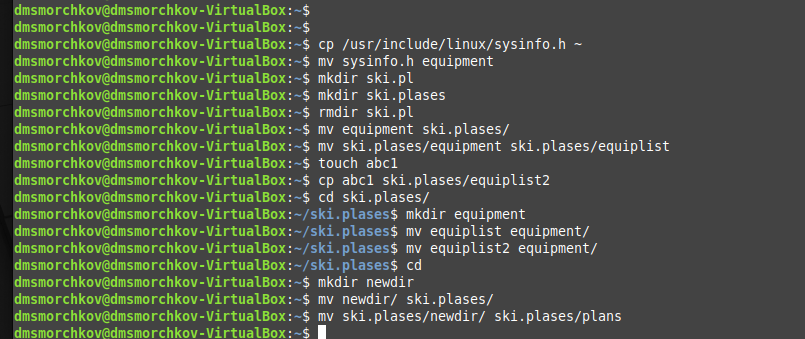 dmsmorchkov@dmsmorchkov-VirtualBox:~$
dmsmorchkov@dmsmorchkov-VirtualBox:~$
dmsmorchkov@dmsmorchkov-VirtualBox:~$ cp /usr/include/linux/sysinfo.h ~
dmsmorchkov@dmsmorchkov-VirtualBox:~$ mv sysinfo.h equipment
dmsmorchkov@dmsmorchkov-VirtualBox:~$ mkdir ski.pl
dmsmorchkov@dmsmorchkov-VirtualBox:~$ mkdir ski.plases
dmsmorchkov@dmsmorchkov-VirtualBox:~$ rmdir ski.pl
dmsmorchkov@dmsmorchkov-VirtualBox:~$ mv equipment ski.plases/
dmsmorchkov@dmsmorchkov-VirtualBox:~$ mv ski.plases/equipment ski.plases/equiplist
dmsmorchkov@dmsmorchkov-VirtualBox:~$ touch abc1
dmsmorchkov@dmsmorchkov-VirtualBox:~$ cp abc1 ski.plases/equiplist2
dmsmorchkov@dmsmorchkov-VirtualBox:~$ cd ski.plases/
dmsmorchkov@dmsmorchkov-VirtualBox:~/ski.plases$ mkdir equipment
dmsmorchkov@dmsmorchkov-VirtualBox:~/ski.plases$ mv equiplist equipment/
dmsmorchkov@dmsmorchkov-VirtualBox:~/ski.plases$ mv equiplist2 equipment/
dmsmorchkov@dmsmorchkov-VirtualBox:~/ski.plases$ cd
dmsmorchkov@dmsmorchkov-VirtualBox:~$ mkdir newdir
dmsmorchkov@dmsmorchkov-VirtualBox:~$ mv newdir/ ski.plases/
dmsmorchkov@dmsmorchkov-VirtualBox:~$ mv ski.plases/newdir/ ski.plases/plans
dmsmorchkov@dmsmorchkov-VirtualBox:~$